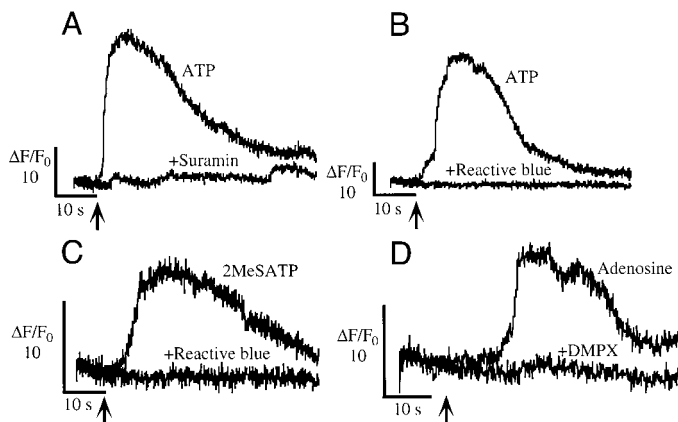 A
ATP
ΔF/F0
10
+Suramin
10 s
B
ATP
ΔF/F0
10
+Reactive blue
10 s
C
2MeSATP
ΔF/F0
10
+Reactive blue
10 s
D
Adenosine
ΔF/F0
10
+DMPX
10 s